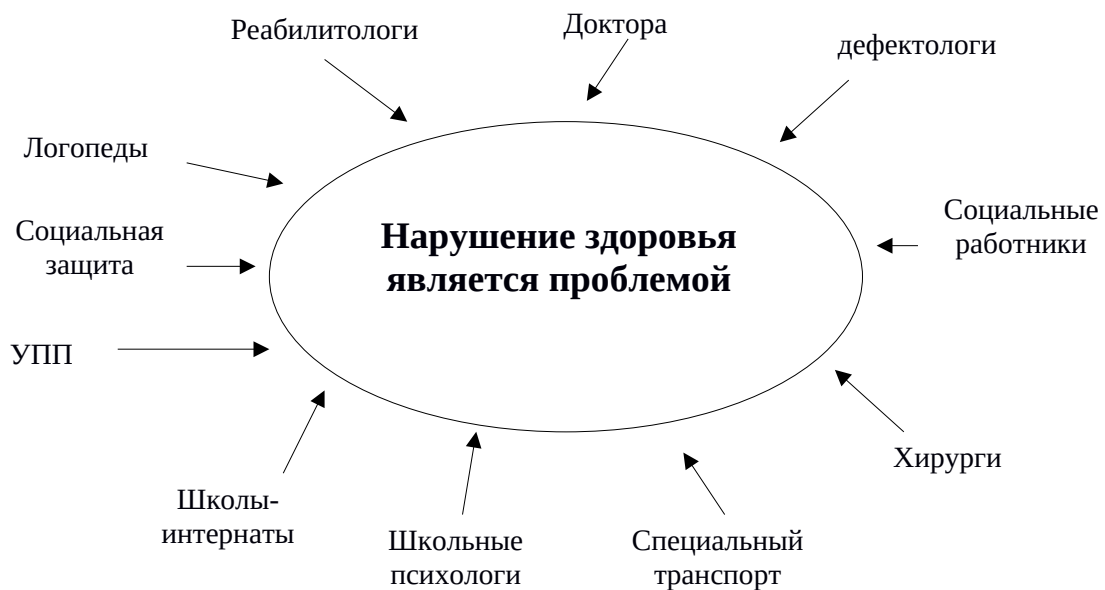 Реабилитологи
Доктора
дефектологи
Логопеды
Социальная
защита
Нарушение здоровья
является проблемой
Социальные
работники
УПП
Хирурги
Школы-
интернаты
Школьные
психологи
Специальный
транспорт